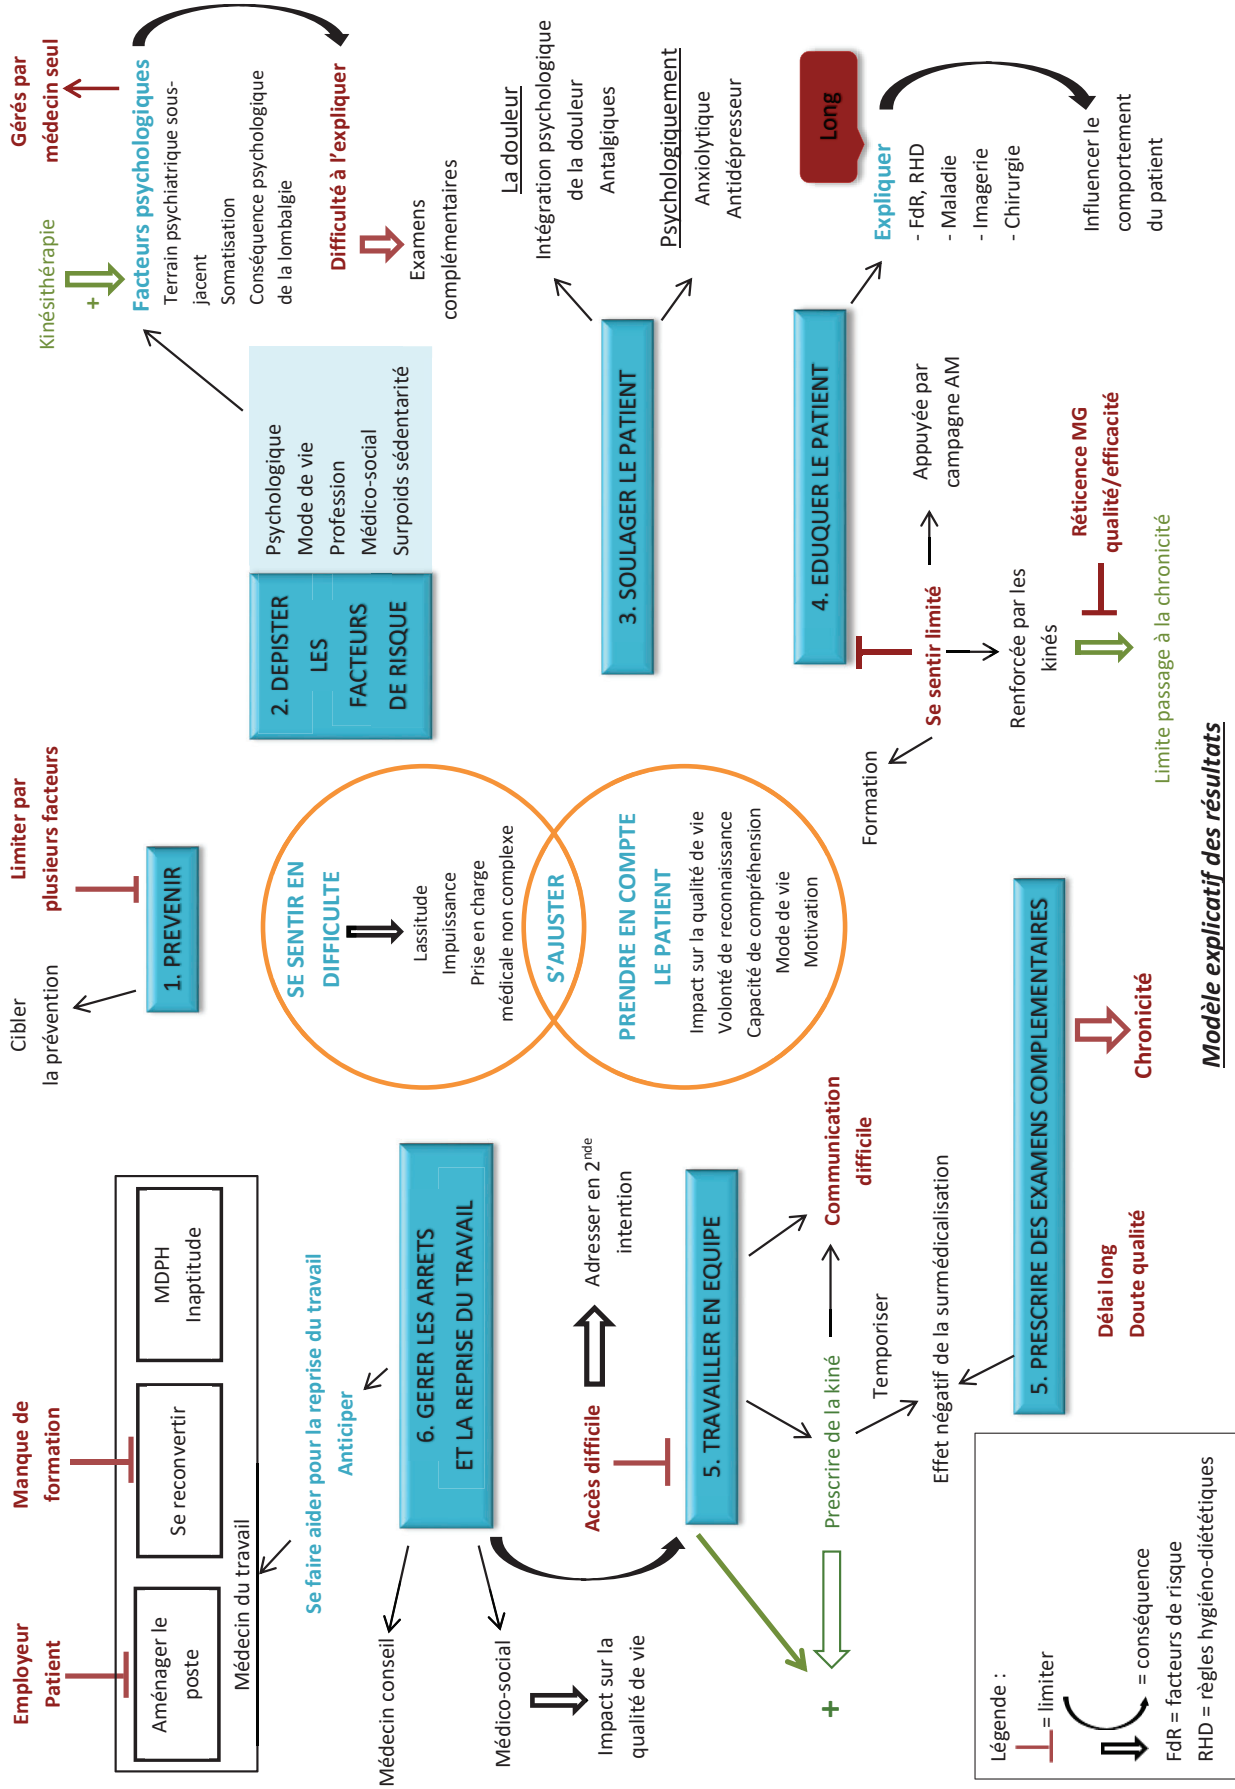 Employeur
Patient
Manque de
formation
Aménager le
poste
Se reconvertir
MDPH
Inaptitude
Médecin du travail
Se faire aider pour la reprise du travail
Anticiper
Cibler
la prévention
Limiter par
plusieurs facteurs
1. PREVENIR
Kinésithérapie
+
Gérés par
médecin seul
Facteurs psychologiques
Terrain psychiatrique sous-
jacent
Somatisation
Conséquence psychologique
de la lombalgie
Difficulté à l'expliquer
Examens
complémentaires
2. DEPISTER
LES
FACTEURS
DE RISQUE
Psychologique
Mode de vie
Profession
Médico-social
Surpoids sédentarité
SE SENTIR EN
DIFFICULTE
Lassitude
Impuissance
Prise en charge
médicale non complexe
S'AJUSTER
PRENDRE EN COMPTE
LE PATIENT
Impact sur la qualité de vie
Volonté de reconnaissance
Capacité de compréhension
Mode de vie
Motivation
6. GERER LES ARRETS
ET LA REPRISE DU TRAVAIL
Médecin conseil
Médico-social
Impact sur la
qualité de vie
Accès difficile
Adresser en 2nde
intention
5. TRAVAILLER EN EQUIPE
+
Prescrire de la kiné
Communication
difficile
Temporiser
Effet négatif de la surmédicalisation
3. SOULAGER LE PATIENT
La douleur
Intégration psychologique
de la douleur
Antalgiques
Psychologiquement
Anxiolytique
Antidépresseur
4. EDUQUER LE PATIENT
Long
Expliquer
- FdR, RHD
- Maladie
- Imagerie
- Chirurgie
Influencer le
comportement
du patient
Se sentir limité
Formation
Appuyée par
campagne AM
Renforcée par les
kinés
Réticence MG
qualité/efficacité
Limite passage à la chronicité
5. PRESCRIRE DES EXAMENS COMPLEMENTAIRES
Délai long
Doute qualité
Chronicité
Légende :
= limiter
= conséquence
FdR = facteurs de risque
RHD = règles hygiéno-diététiques
Modèle explicatif des résultats